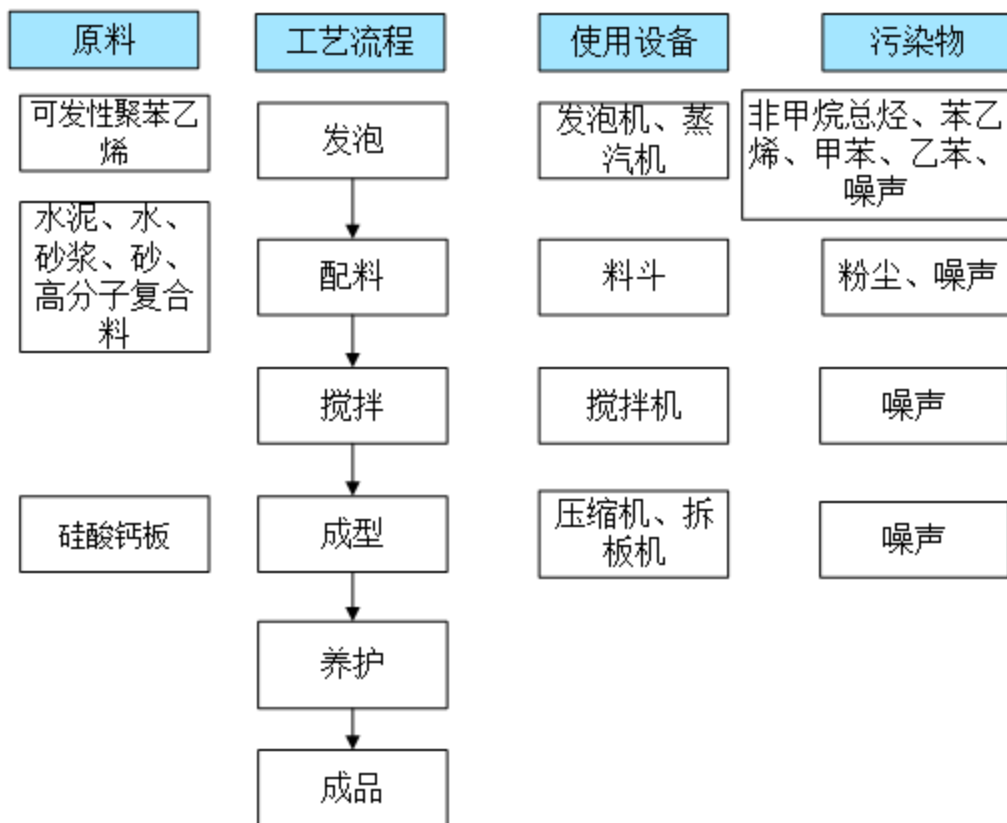 原料
工艺流程
使用设备
污染物
可发性聚苯乙
烯
发泡
发泡机、蒸
汽机
非甲烷总烃、苯乙
烯、甲苯、乙苯、
噪声
水泥、水、
砂浆、砂、
高分子复合
料
配料
料斗
粉尘、噪声
搅拌
搅拌机
噪声
硅酸钙板
成型
压缩机、拆
板机
噪声
养护
成品